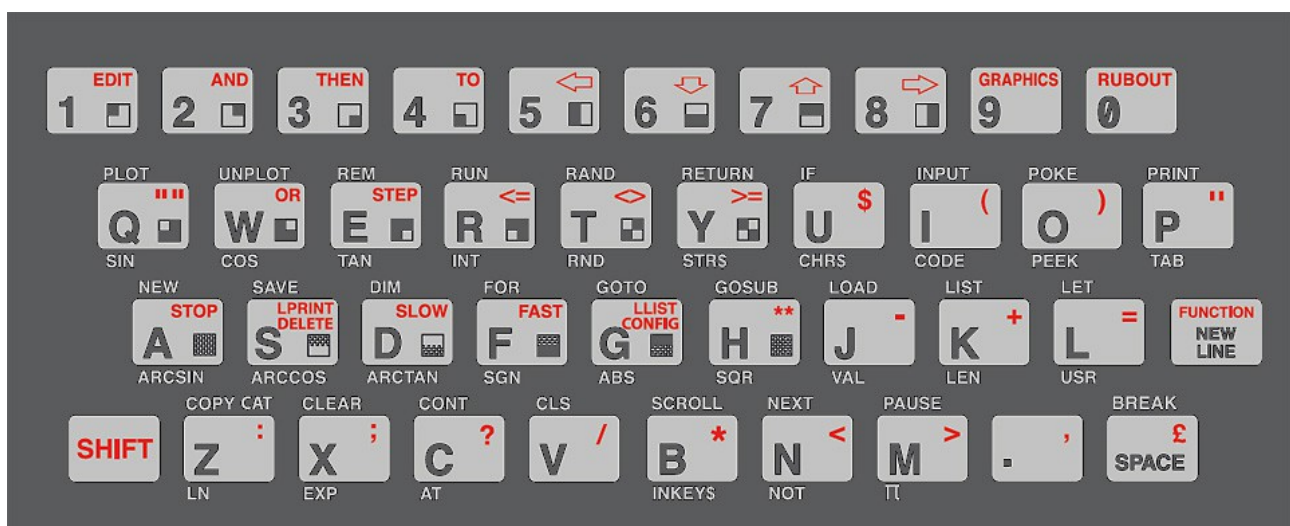 EDIT AND THEN TO GRAPHICS RUBOUT
1 2 3 4 5 6 7 8 9 0
PLOT UNPLOT REM RUN RAND RETURN IF INPUT POKE PRINT
"" OR STEP <= <> >= $ ( ) "
Q W E R T Y U I O P
SIN COS TAN INT RND STR$ CHR$ CODE PEEK TAB
NEW SAVE DIM FOR GOTO GOSUB LOAD LIST LET
STOP LPRINT SLOW FAST LLIST ** - + = FUNCTION
DELETE CONFIG
A S D F G H J K L NEW
LINE
ARCSIN ARCCOS ARCTAN SGN ABS SQR VAL LEN USR
COPY CAT CLEAR CONT CLS SCROLL NEXT PAUSE BREAK
: ; ? / * < > , £
SHIFT Z X C V B N M . SPACE
LN EXP AT INKEY$ NOT π